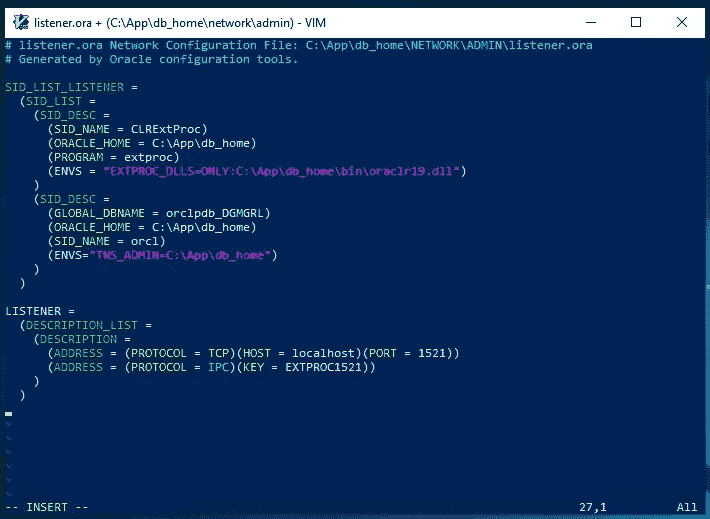 listener.ora + (C:\App\db_home\network\admin) - VIM
# listener.ora Network Configuration File: C:\App\db_home\NETWORK\ADMIN\listener.ora
# Generated by Oracle configuration tools.
SID_LIST_LISTENER =
  (SID_LIST =
    (SID_DESC =
      (SID_NAME = CLRExtProc)
      (ORACLE_HOME = C:\App\db_home)
      (PROGRAM = extproc)
      (ENVS = "EXTPROC_DLLS=ONLY:C:\App\db_home\bin\oraclr19.dll")
    )
    (SID_DESC =
      (GLOBAL_DBNAME = orclpdb_DGMGRL)
      (ORACLE_HOME = C:\App\db_home)
      (SID_NAME = orcl)
      (ENVS="TNS_ADMIN=C:\App\db_home")
    )
  )
LISTENER =
  (DESCRIPTION_LIST =
    (DESCRIPTION =
      (ADDRESS = (PROTOCOL = TCP)(HOST = localhost)(PORT = 1521))
      (ADDRESS = (PROTOCOL = IPC)(KEY = EXTPROC1521))
    )
  )
~
~
~
~
~
~
-- INSERT -- 27,1 All